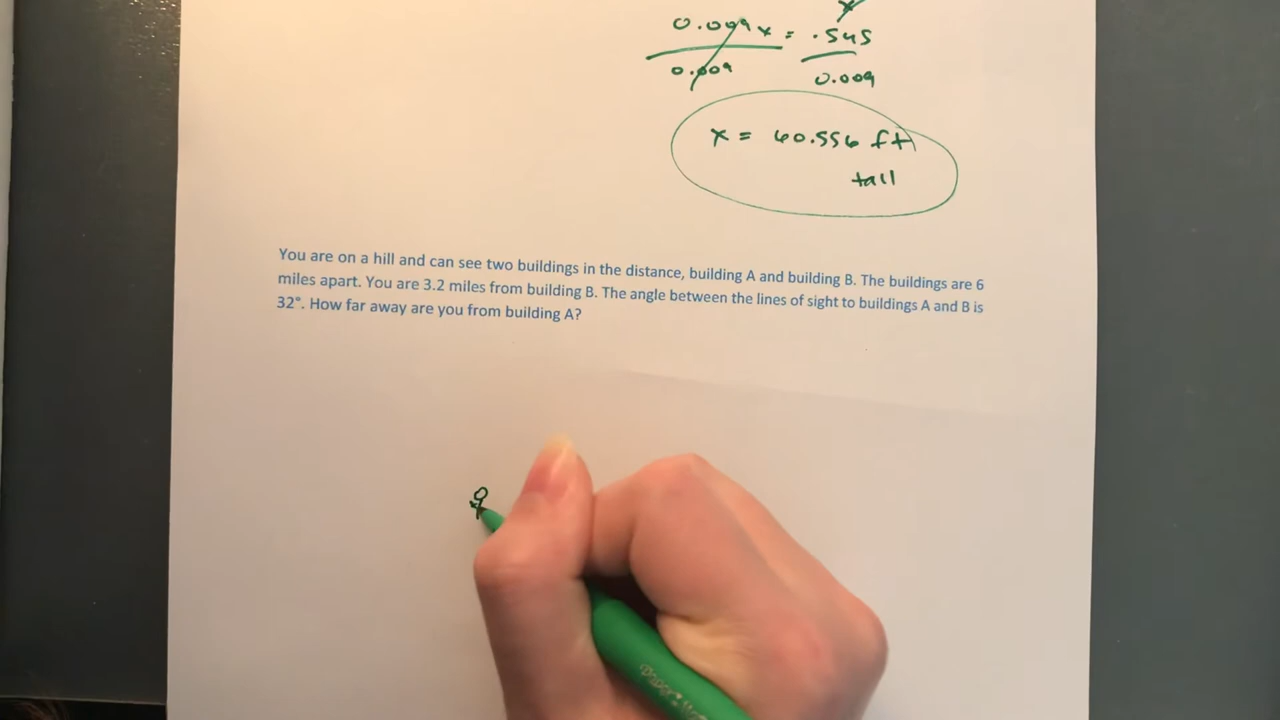 x
0.009x = .545
0.009 0.009
x = 60.556 ft
tall
You are on a hill and can see two buildings in the distance, building A and building B. The buildings are 6
miles apart. You are 3.2 miles from building B. The angle between the lines of sight to buildings A and B is
32°. How far away are you from building A?